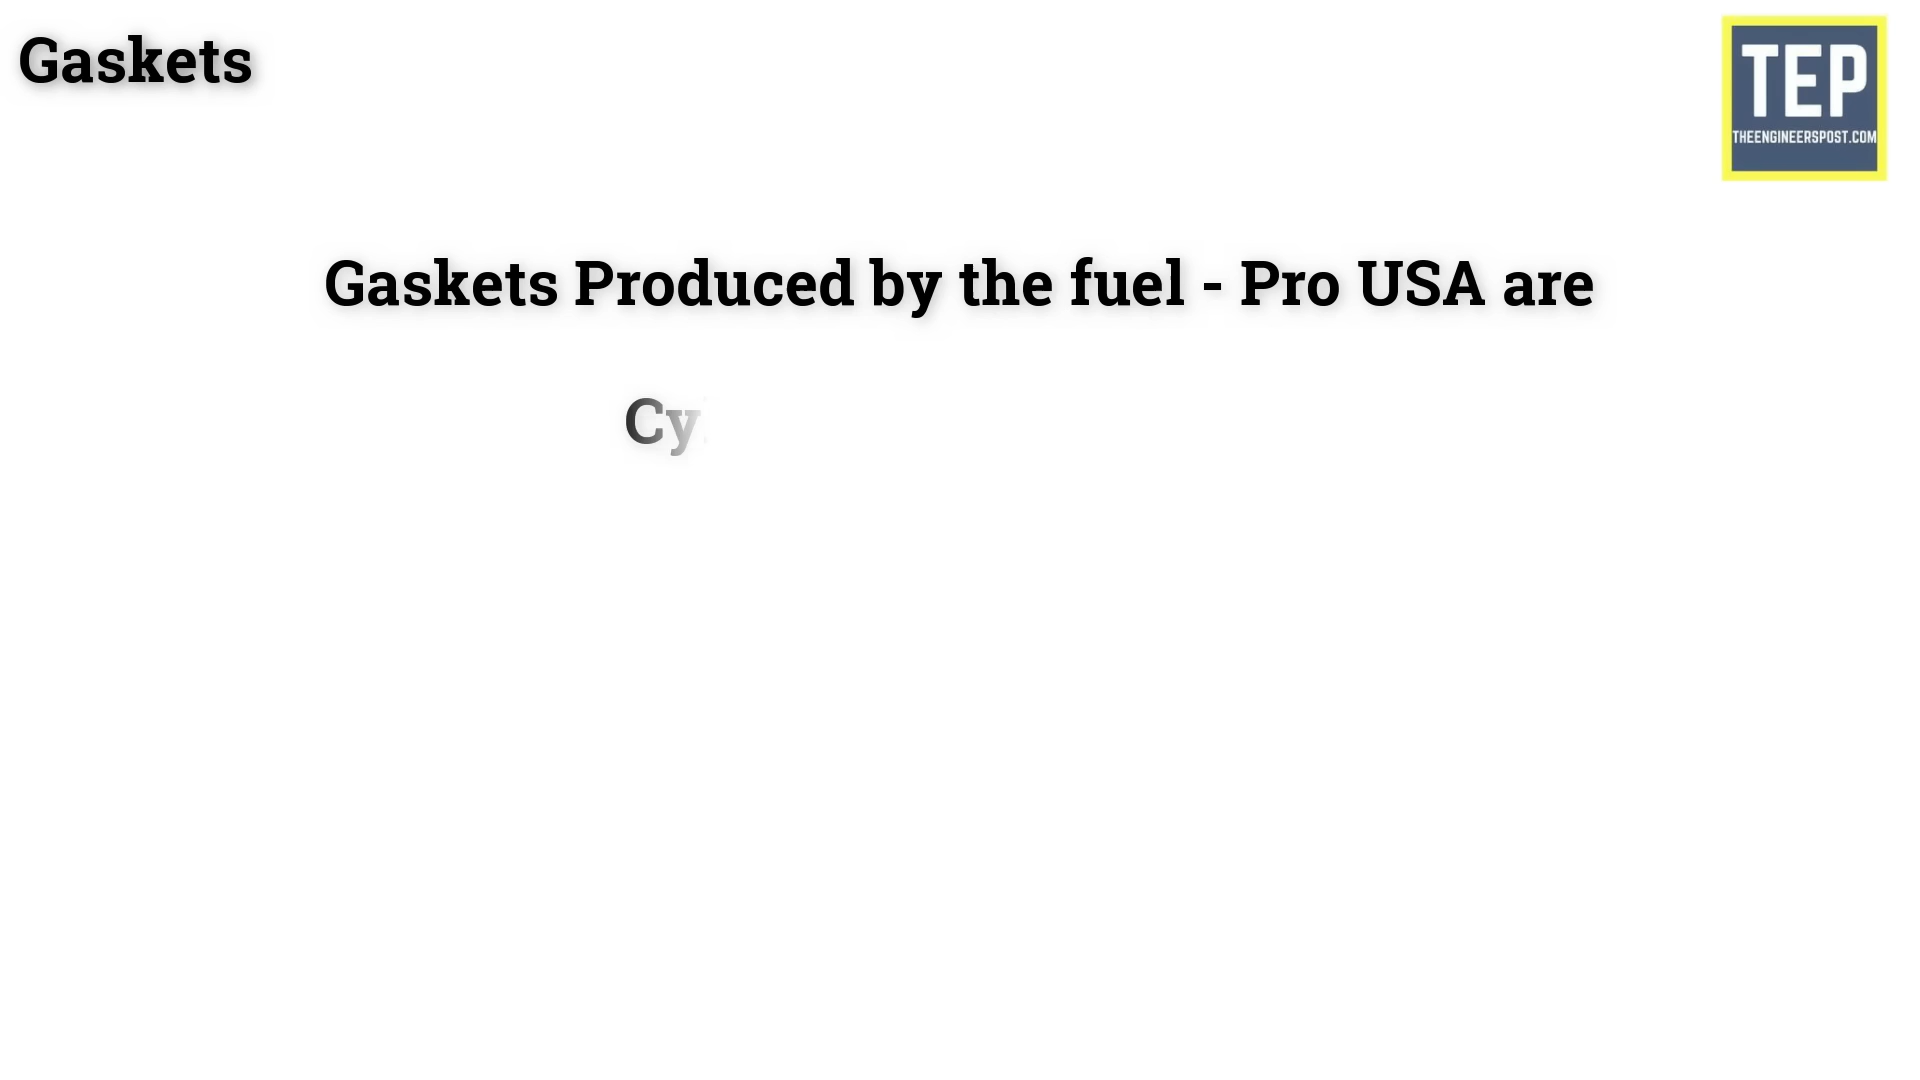 Gaskets
TEP
THEENGINEERSPOST.COM
Gaskets Produced by the fuel - Pro USA are
Cy